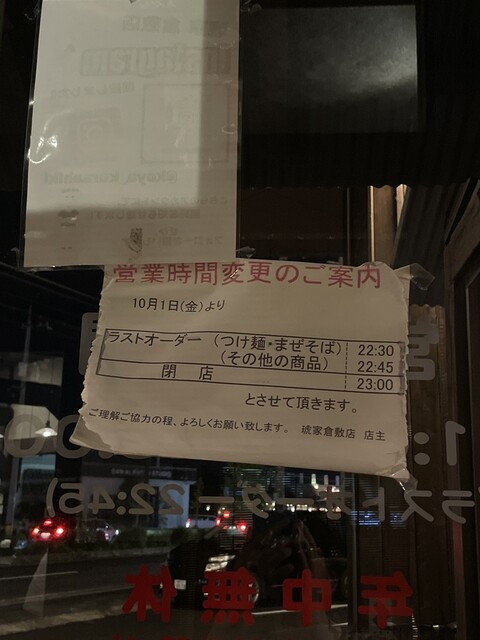 Instagram
@koya_kurashiki
営業時間変更のご案内
10月1日(金)より
ラストオーダー (つけ麺・まぜそば) 22:30
(その他の商品) 22:45
閉 店 23:00
とさせて頂きます。
ご理解ご協力の程、よろしくお願い致します。 琥家倉敷店 店主
ラストオーダー 22:45)
年中無休